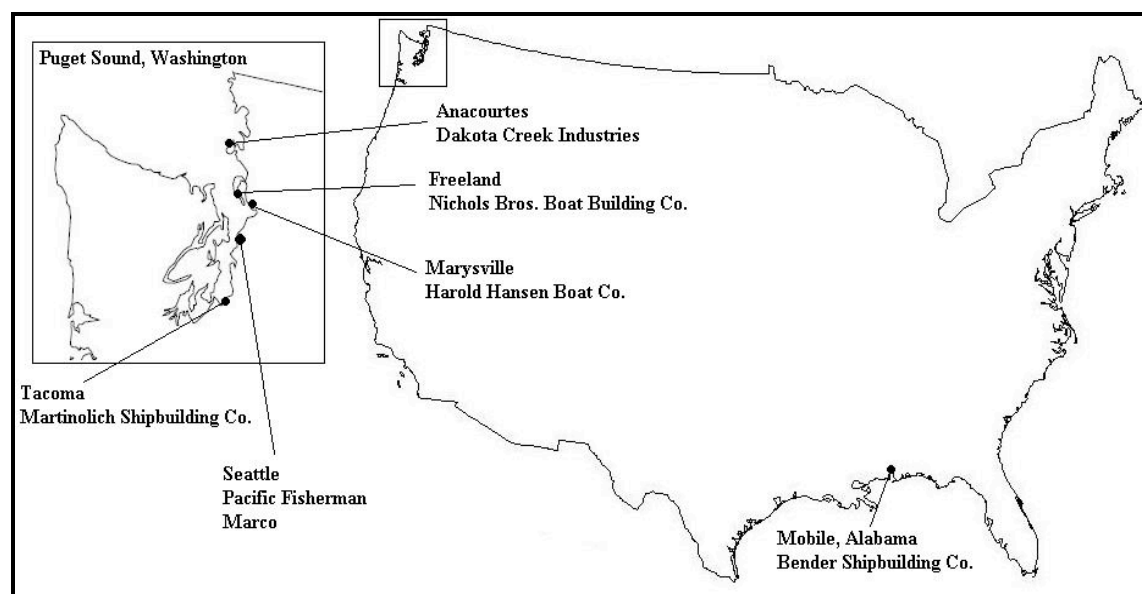 Puget Sound, Washington
Anacourtes
Dakota Creek Industries
Freeland
Nichols Bros. Boat Building Co.
Marysville
Harold Hansen Boat Co.
Tacoma
Martinolich Shipbuilding Co.
Seattle
Pacific Fisherman
Marco
Mobile, Alabama
Bender Shipbuilding Co.